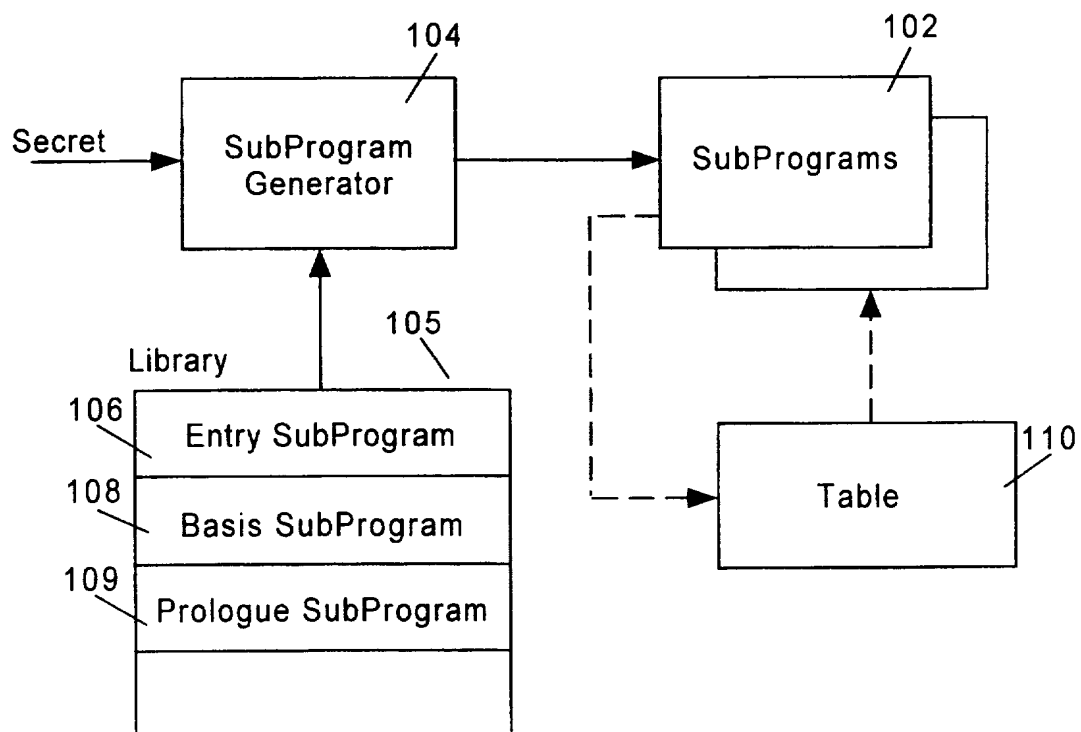 104
102
Secret
SubProgram
Generator
SubPrograms
105
Library
106
Entry SubProgram
110
108
Basis SubProgram
Table
109
Prologue SubProgram